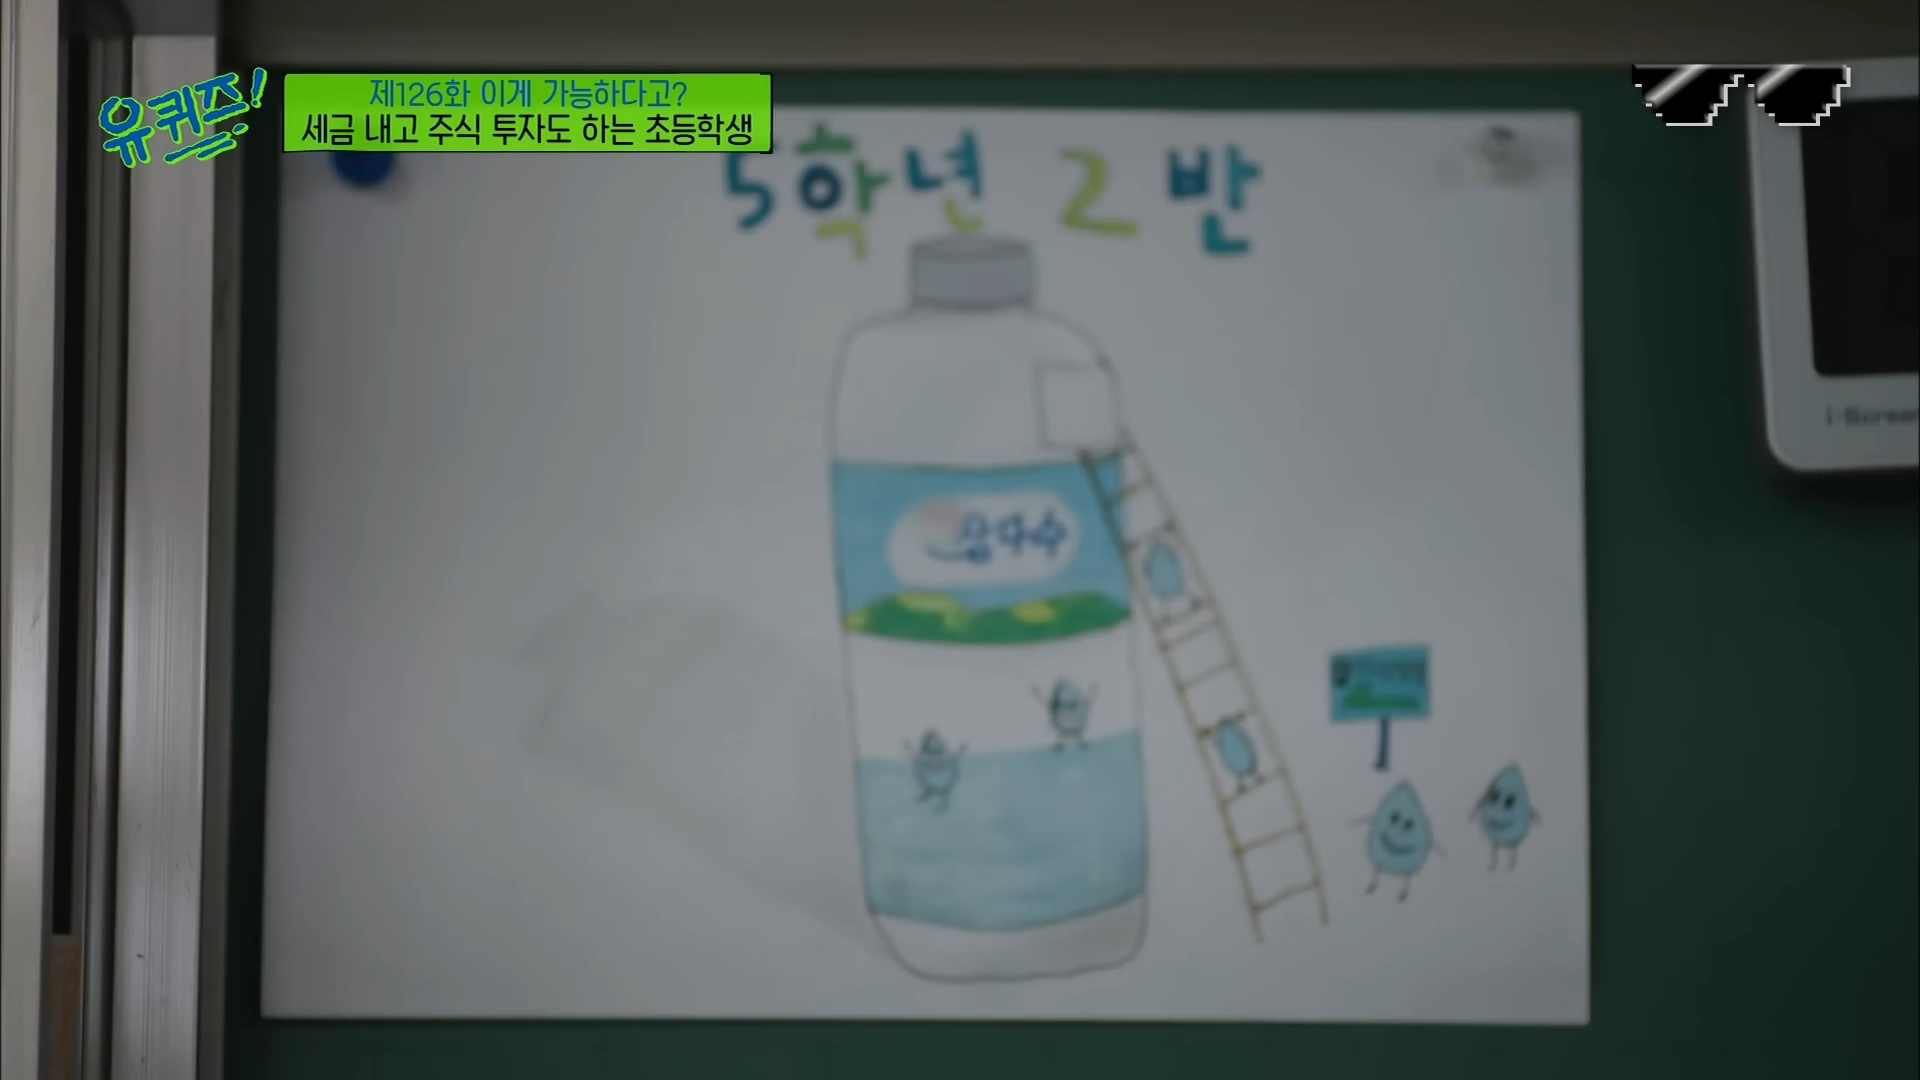 유퀴즈!
제126화 이게 가능하다고?
세금 내고 주식 투자도 하는 초등학생
5학년 2반